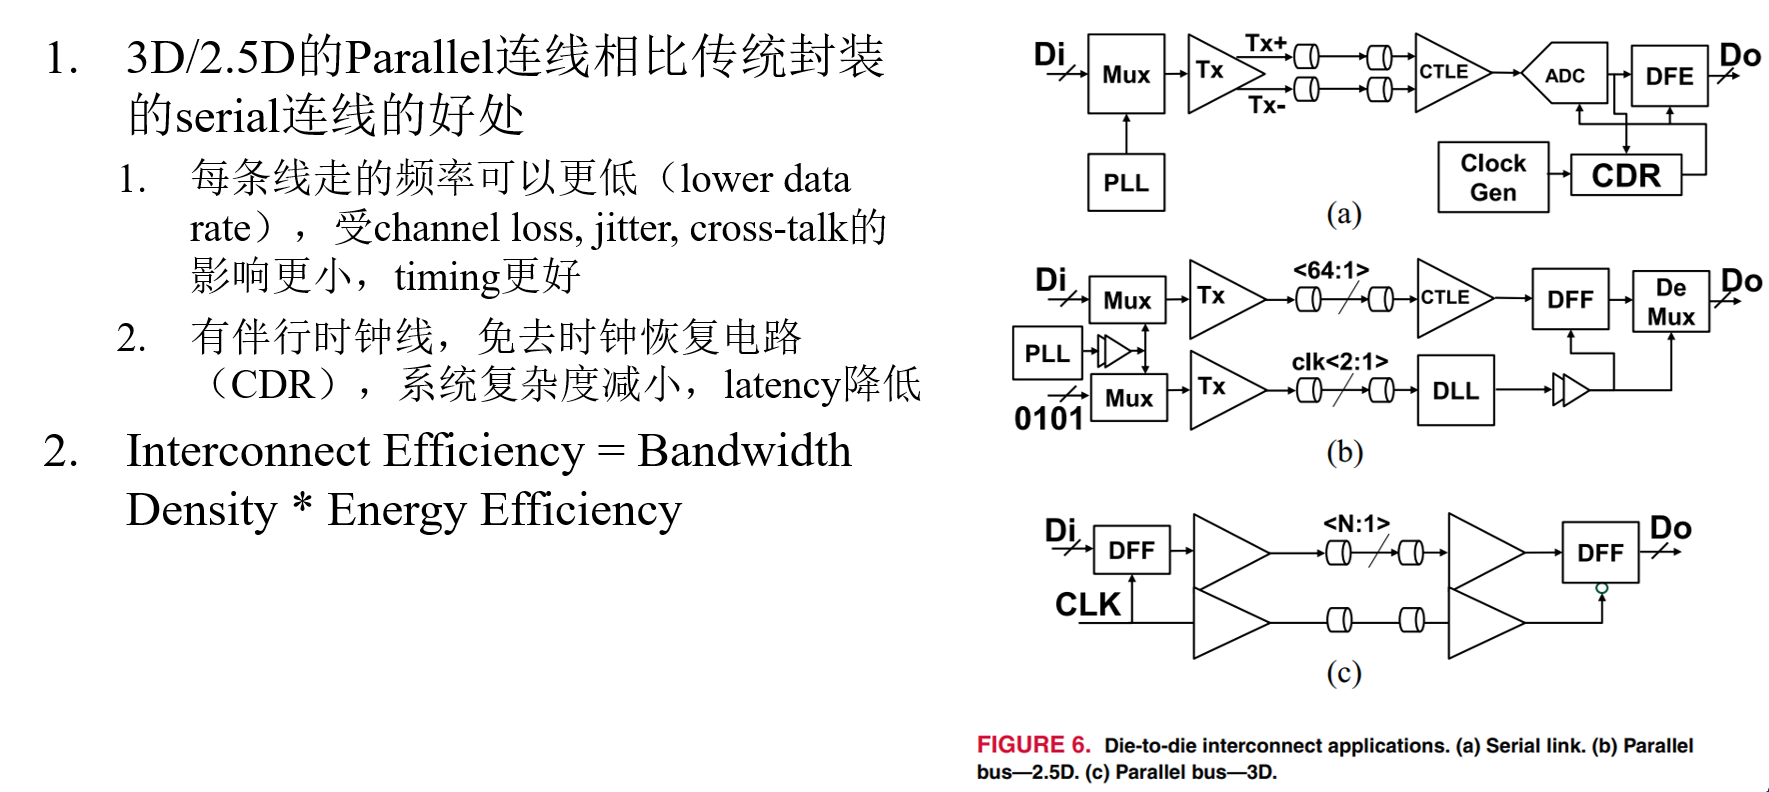 1. 3D/2.5D的Parallel连线相比传统封装
的serial连线的好处
1. 每条线走的频率可以更低（lower data
rate），受channel loss, jitter, cross-talk的
影响更小，timing更好
2. 有伴行时钟线，免去时钟恢复电路
（CDR），系统复杂度减小，latency降低
2. Interconnect Efficiency = Bandwidth
Density * Energy Efficiency
Di
Mux
Tx
Tx+
Tx-
CTLE
ADC
DFE
Do
PLL
Clock
Gen
CDR
(a)
Di
Mux
Tx
<64:1>
CTLE
DFF
De
Mux
Do
PLL
0101
Mux
Tx
clk<2:1>
DLL
(b)
Di
DFF
<N:1>
DFF
Do
CLK
(c)
FIGURE 6. Die-to-die interconnect applications. (a) Serial link. (b) Parallel
bus—2.5D. (c) Parallel bus—3D.